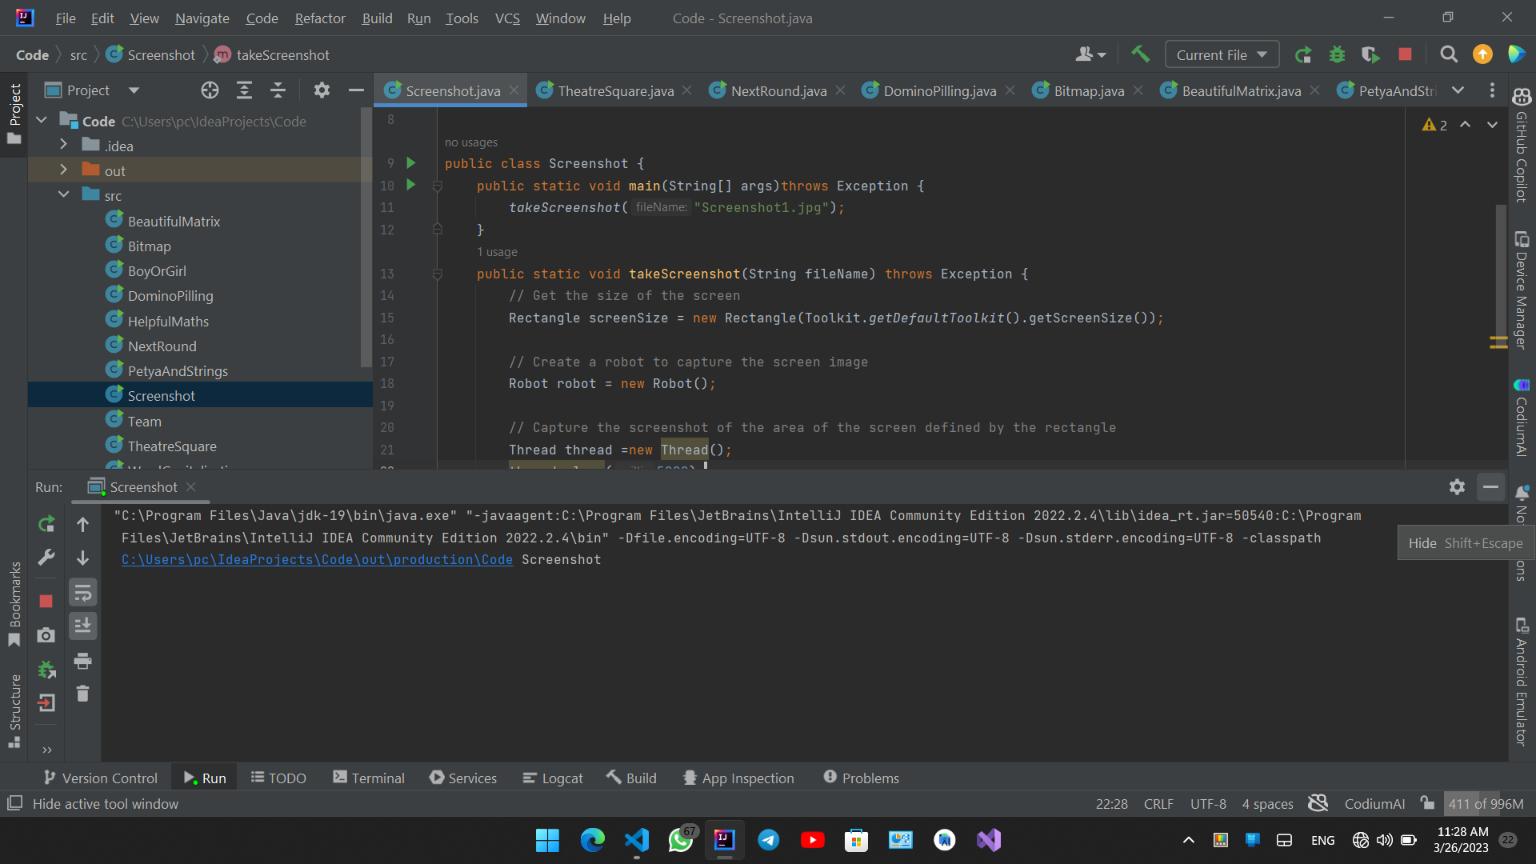 File Edit View Navigate Code Refactor Build Run Tools VCS Window Help Code - Screenshot.java
Code src Screenshot takeScreenshot Current File
Project Screenshot.java TheatreSquare.java NextRound.java DominoPilling.java Bitmap.java BeautifulMatrix.java PetyaAndStri
Project
Code C:\Users\pc\IdeaProjects\Code
.idea
out
src
BeautifulMatrix
Bitmap
BoyOrGirl
DominoPilling
HelpfulMaths
NextRound
PetyaAndStrings
Screenshot
Team
TheatreSquare
8
2
no usages
9 public class Screenshot {
10 public static void main(String[] args)throws Exception {
11 takeScreenshot( fileName: "Screenshot1.jpg");
12 }
1 usage
13 public static void takeScreenshot(String fileName) throws Exception {
14 // Get the size of the screen
15 Rectangle screenSize = new Rectangle(Toolkit.getDefaultToolkit().getScreenSize());
16
17 // Create a robot to capture the screen image
18 Robot robot = new Robot();
19
20 // Capture the screenshot of the area of the screen defined by the rectangle
21 Thread thread =new Thread();
GitHub Copilot
Device Manager
CodiumAI
Android Emulator
Run: Screenshot
"C:\Program Files\Java\jdk-19\bin\java.exe" "-javaagent:C:\Program Files\JetBrains\IntelliJ IDEA Community Edition 2022.2.4\lib\idea_rt.jar=50540:C:\Program
Files\JetBrains\IntelliJ IDEA Community Edition 2022.2.4\bin" -Dfile.encoding=UTF-8 -Dsun.stdout.encoding=UTF-8 -Dsun.stderr.encoding=UTF-8 -classpath
C:\Users\pc\IdeaProjects\Code\out\production\Code Screenshot
Hide Shift+Escape
Bookmarks
Structure
Version Control Run TODO Terminal Services Logcat Build App Inspection Problems
Hide active tool window 22:28 CRLF UTF-8 4 spaces CodiumAI 411 of 996M
67
ENG 11:28 AM
3/26/2023 22